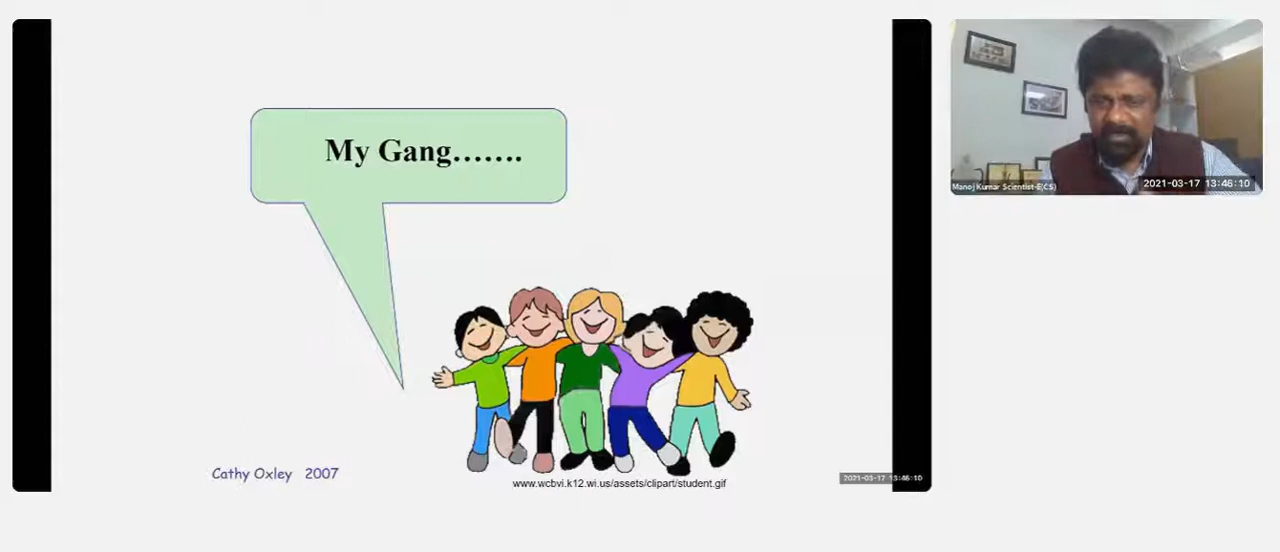 My Gang…….
Cathy Oxley 2007
www.wcbvi.k12.wi.us/assets/clipart/student.gif
2021-03-17 13:46:10
Manoj Kumar Scientist-E(CS)
2021-03-17 13:46:10